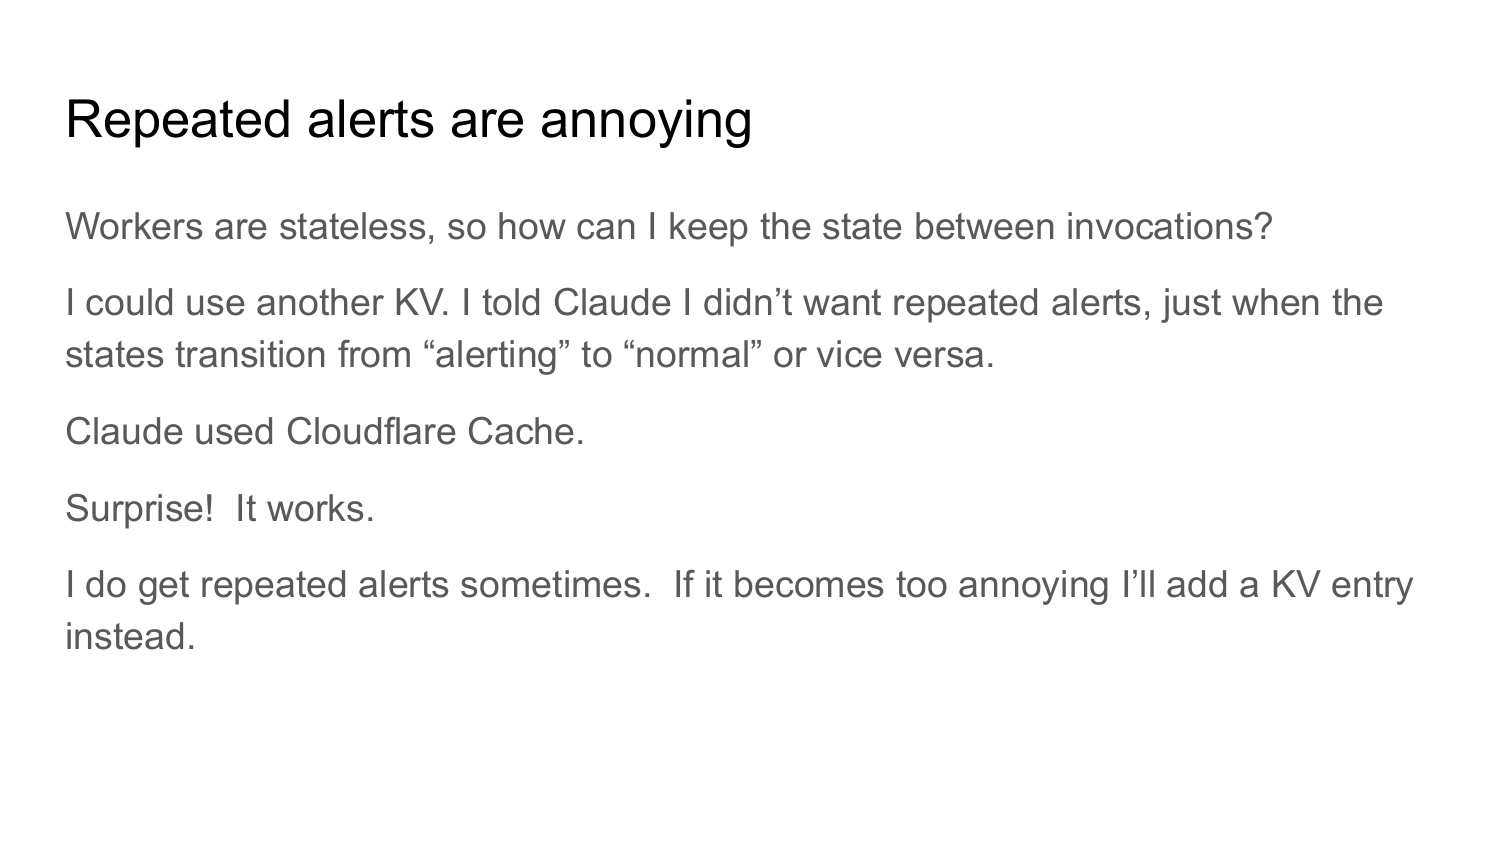 Repeated alerts are annoying
Workers are stateless, so how can I keep the state between invocations?
I could use another KV. I told Claude I didn’t want repeated alerts, just when the
states transition from “alerting” to “normal” or vice versa.
Claude used Cloudflare Cache.
Surprise!  It works.
I do get repeated alerts sometimes.  If it becomes too annoying I’ll add a KV entry
instead.